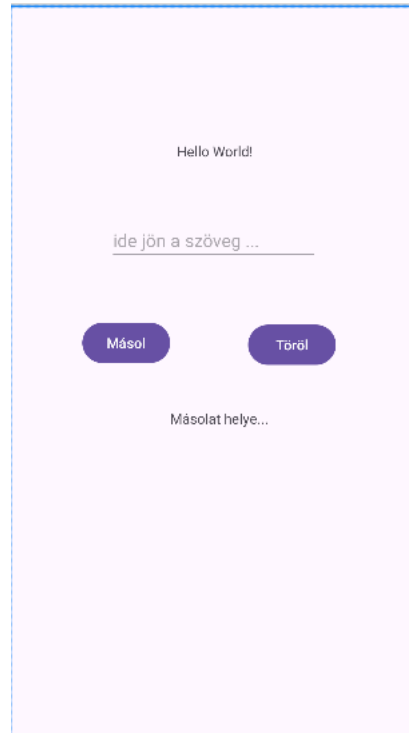 Hello World!
ide jön a szöveg ...
Másol
Töröl
Másolat helye...